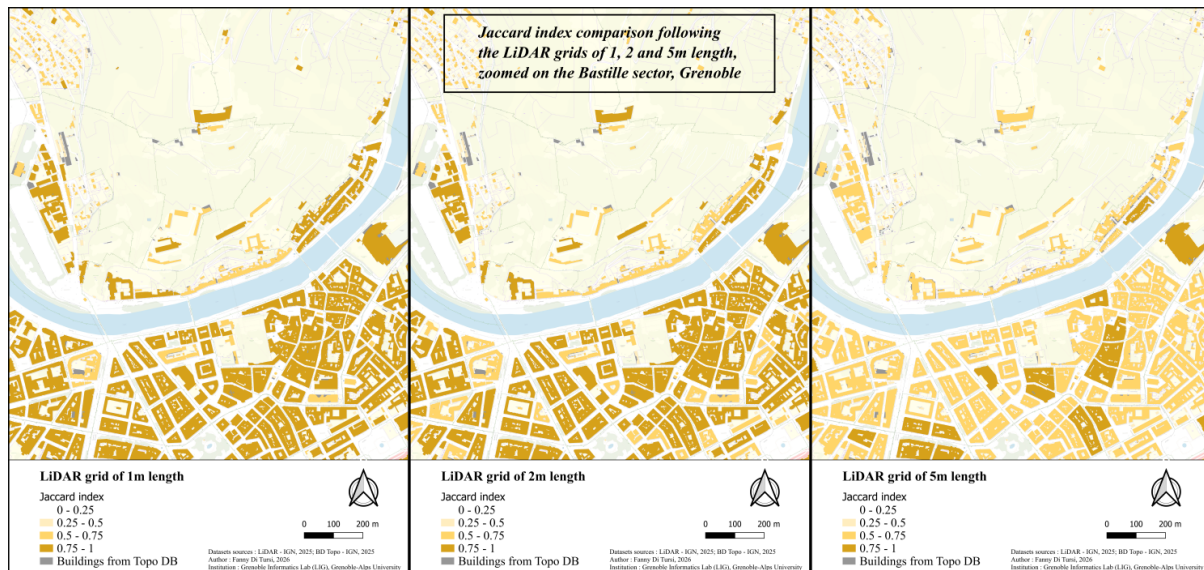 Jaccard index comparison following
the LiDAR grids of 1, 2 and 5m length,
zoomed on the Bastille sector, Grenoble
LiDAR grid of 1m length
Jaccard index
0 - 0.25
0.25 - 0.5
0.5 - 0.75
0.75 - 1
Buildings from Topo DB
0 100 200 m
Datasets sources : LiDAR - IGN, 2025; BD Topo - IGN, 2025
Author : Fanny Di Tursi, 2026
Institution : Grenoble Informatics Lab (LIG), Grenoble-Alps University
LiDAR grid of 2m length
Jaccard index
0 - 0.25
0.25 - 0.5
0.5 - 0.75
0.75 - 1
Buildings from Topo DB
0 100 200 m
Datasets sources : LiDAR - IGN, 2025; BD Topo - IGN, 2025
Author : Fanny Di Tursi, 2026
Institution : Grenoble Informatics Lab (LIG), Grenoble-Alps University
LiDAR grid of 5m length
Jaccard index
0 - 0.25
0.25 - 0.5
0.5 - 0.75
0.75 - 1
Buildings from Topo DB
0 100 200 m
Datasets sources : LiDAR - IGN, 2025; BD Topo - IGN, 2025
Author : Fanny Di Tursi, 2026
Institution : Grenoble Informatics Lab (LIG), Grenoble-Alps University